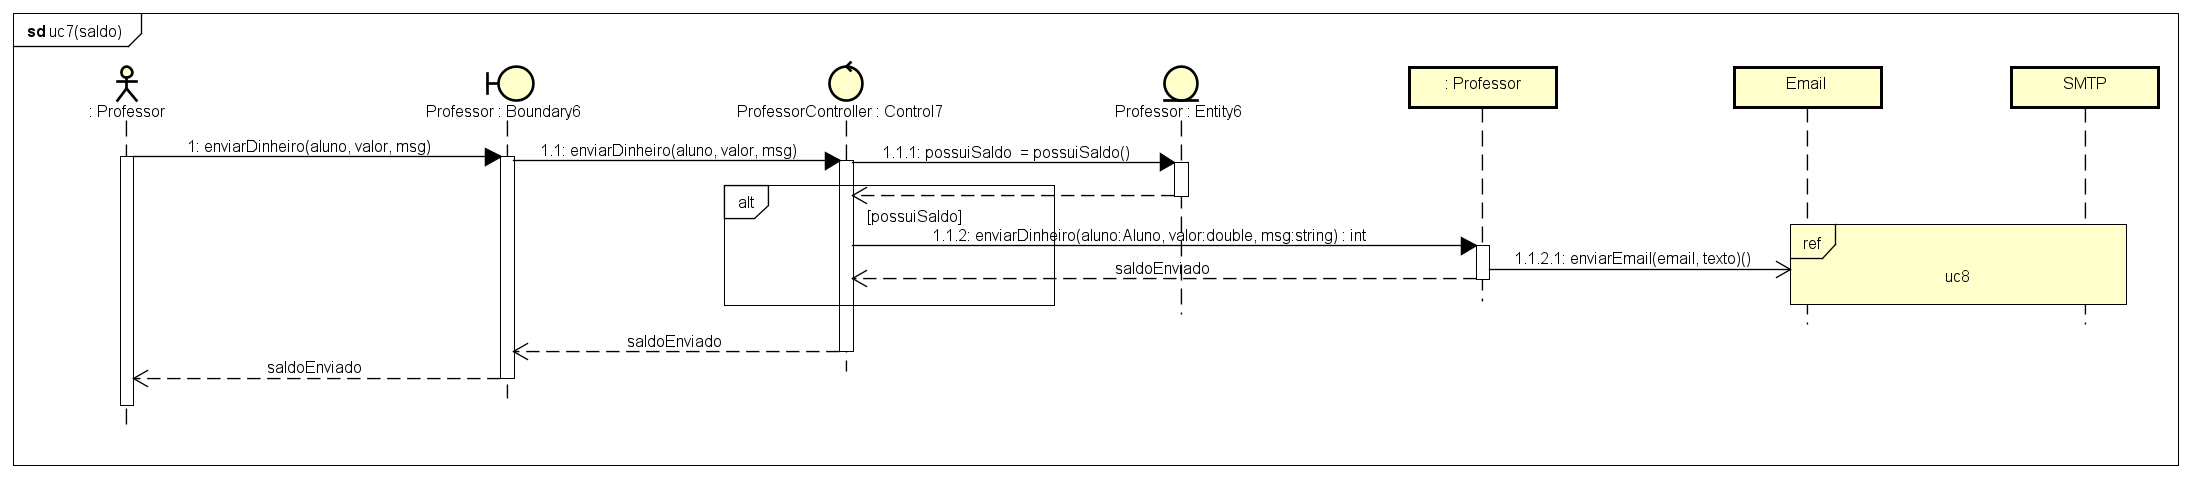 sd uc7(saldo)
: Professor
Professor : Boundary6
ProfessorController : Control7
Professor : Entity6
: Professor
Email
SMTP
1: enviarDinheiro(aluno, valor, msg)
1.1: enviarDinheiro(aluno, valor, msg)
1.1.1: possuiSaldo = possuiSaldo()
alt
[possuiSaldo]
1.1.2: enviarDinheiro(aluno:Aluno, valor:double, msg:string) : int
ref
1.1.2.1: enviarEmail(email, texto)()
saldoEnviado
uc8
saldoEnviado
saldoEnviado